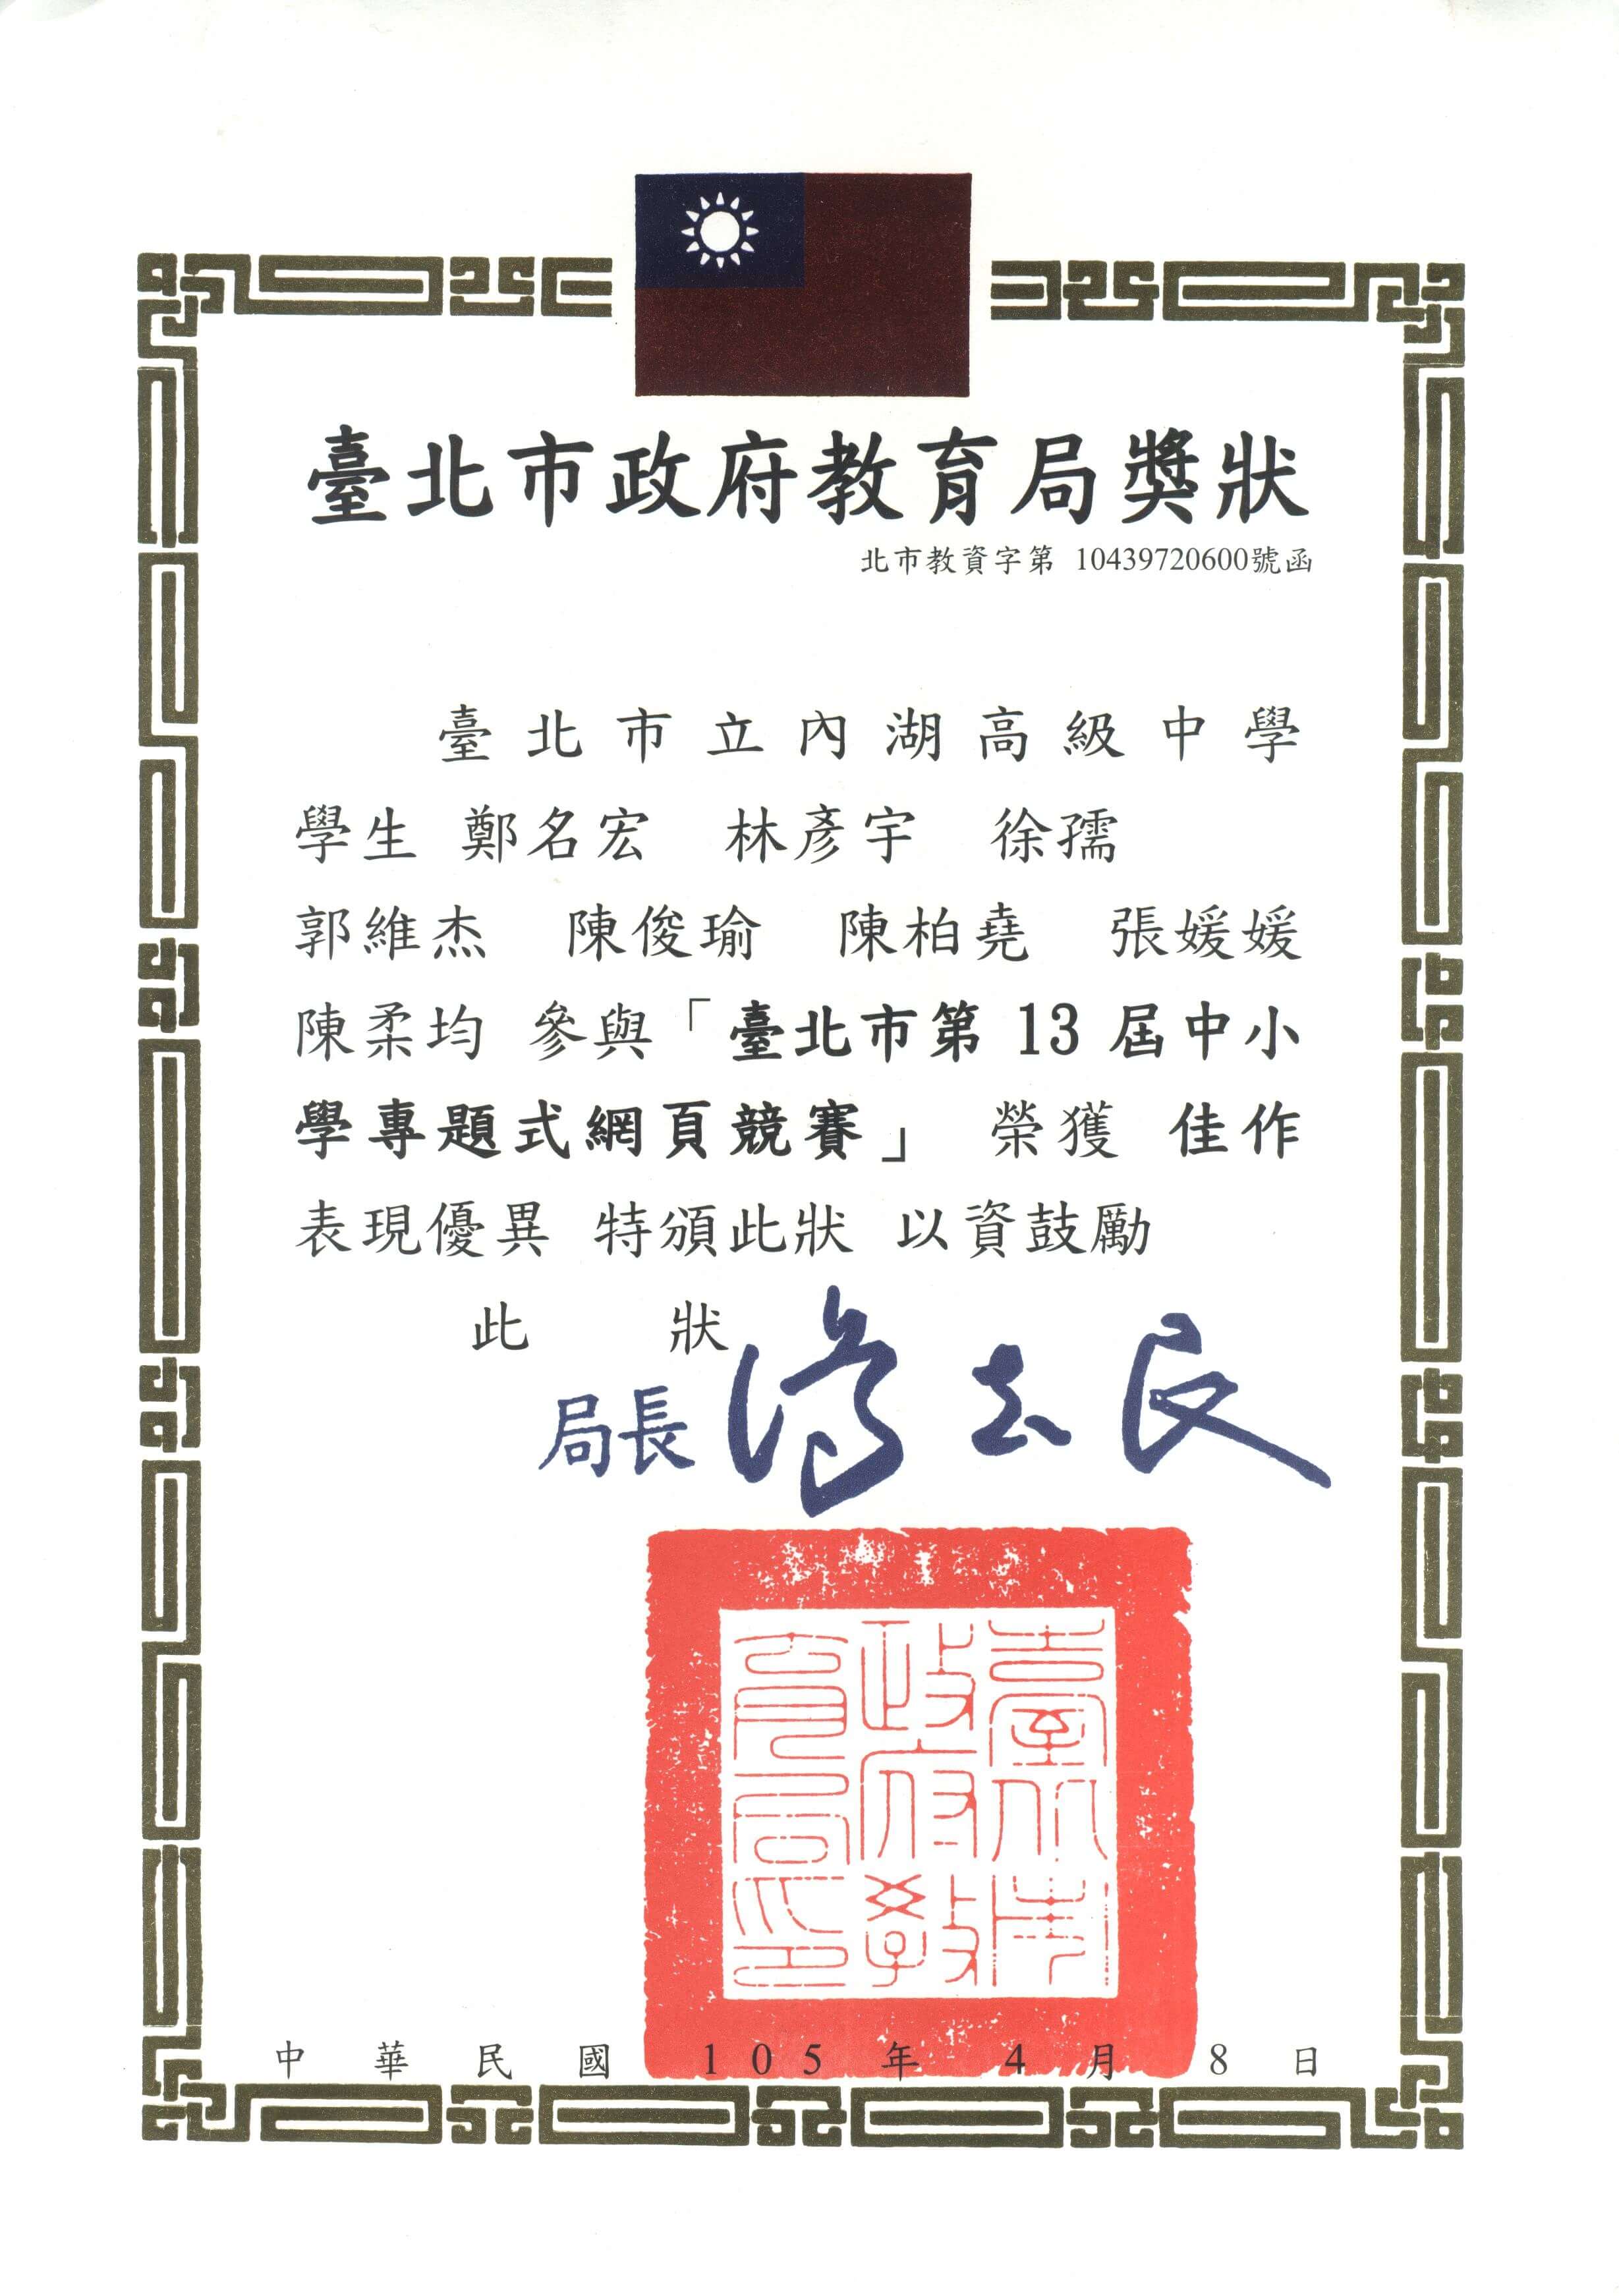 臺北市政府教育局獎狀
北市教資字第 10439720600號函
臺北市立內湖高級中學
學生 鄭名宏 林彥宇 徐孺
郭維杰 陳俊瑜 陳柏堯 張媛媛
陳柔均 參與「臺北市第 13 屆中小
學專題式網頁競賽」 榮獲 佳作
表現優異 特頒此狀 以資鼓勵
此 狀
局長 湯志民
臺北市政府教育局印
中華民國 105 年 4 月 8 日